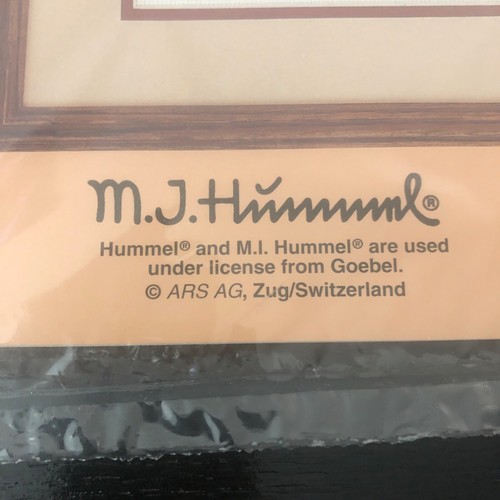 M.J.Hummel®
Hummel® and M.I. Hummel® are used
under license from Goebel.
© ARS AG, Zug/Switzerland